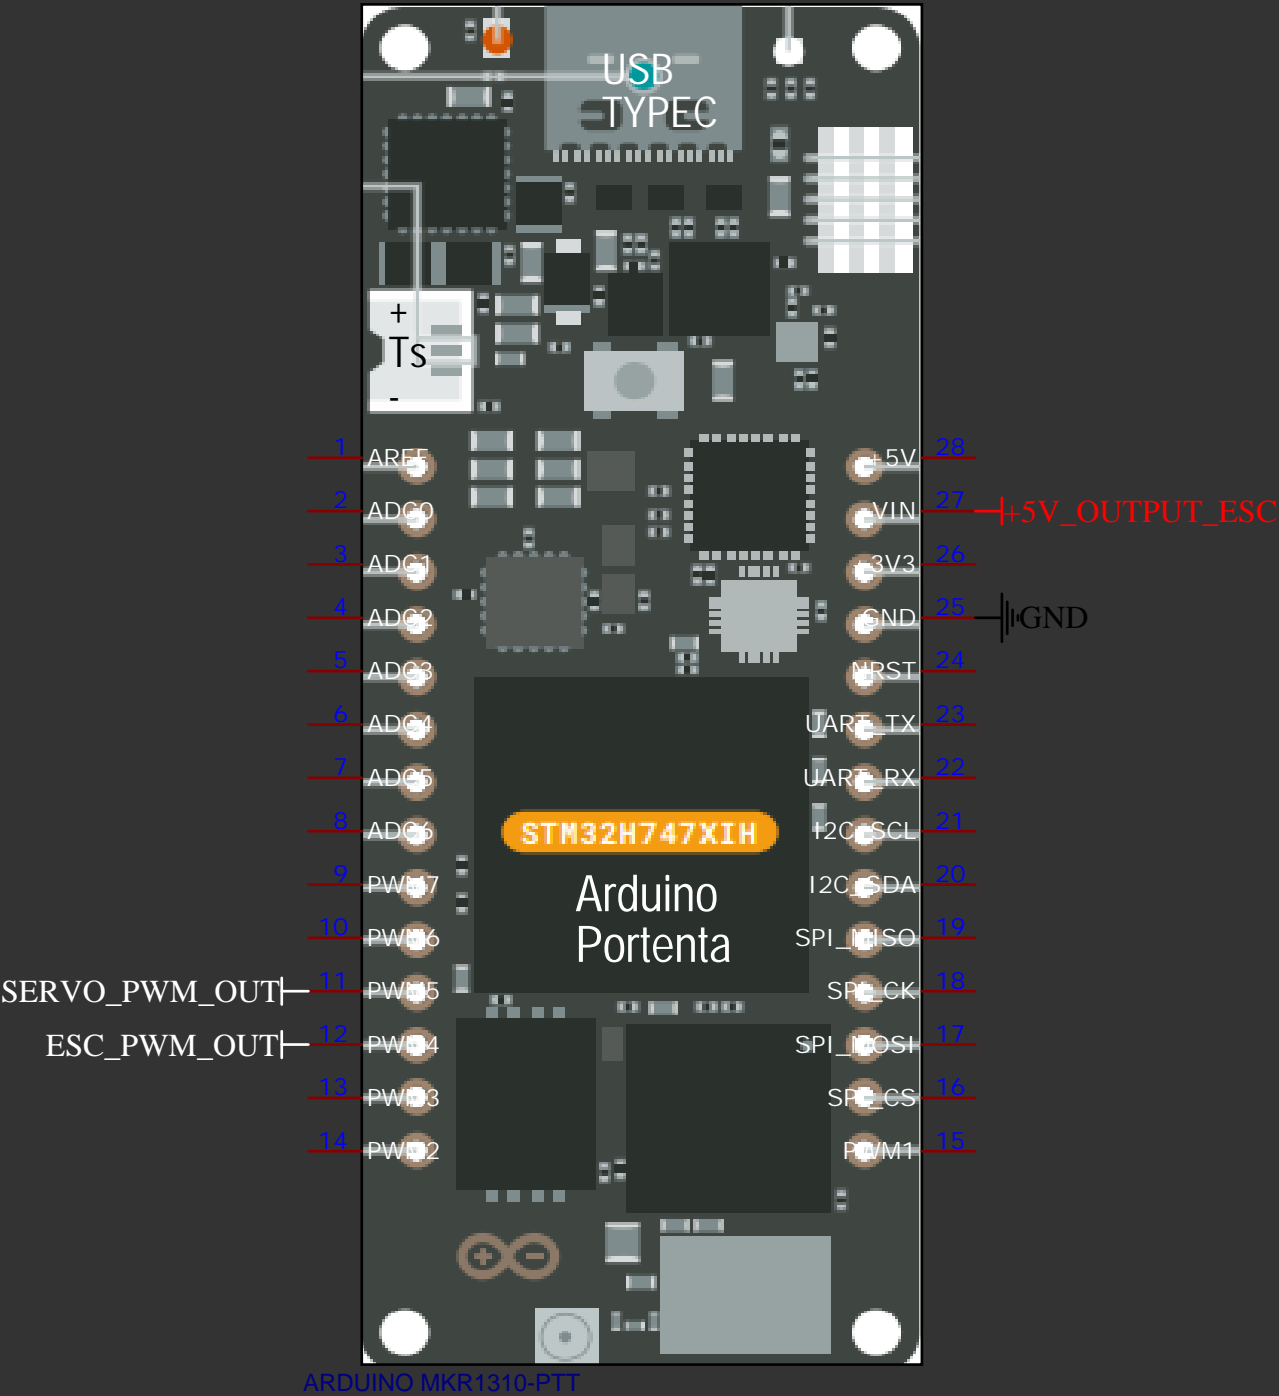 USB
TYPEC
+
Ts
-
1 AREF +5V 28
2 ADC0 VIN 27 +5V_OUTPUT_ESC
3 ADC1 +3V3 26
4 ADC2 GND 25 GND
5 ADC3 NRST 24
6 ADC4 UART_TX 23
7 ADC5 UART_RX 22
8 ADC6 I2C_SCL 21
STM32H747XIH
9 PWM7 I2C_SDA 20
Arduino
Portenta
10 PWM6 SPI_MISO 19
SERVO_PWM_OUT 11 PWM5 SPI_CK 18
ESC_PWM_OUT 12 PWM4 SPI_MOSI 17
13 PWM3 SPI_CS 16
14 PWM2 PWM1 15
ARDUINO MKR1310-PTT